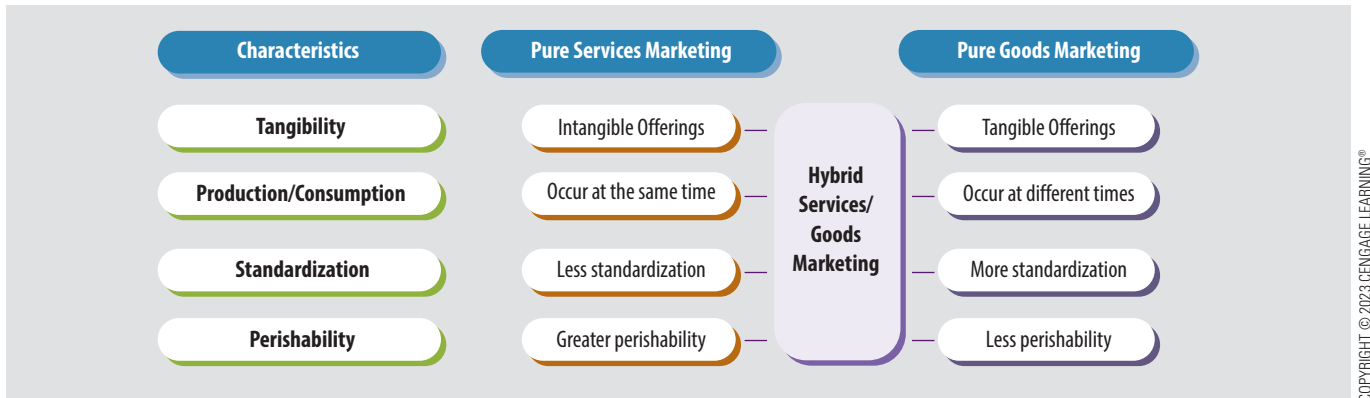 Characteristics
Pure Services Marketing
Pure Goods Marketing
Tangibility
Intangible Offerings
Tangible Offerings
Production/Consumption
Occur at the same time
Occur at different times
Hybrid
Services/
Goods
Marketing
Standardization
Less standardization
More standardization
Perishability
Greater perishability
Less perishability
COPYRIGHT © 2023 CENGAGE LEARNING®